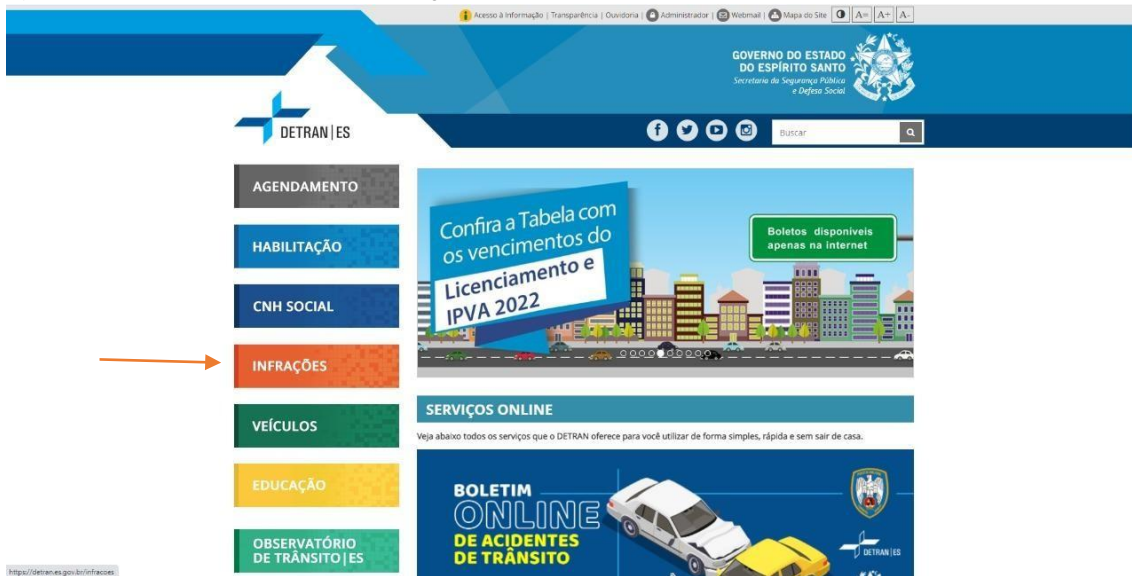 Acesso à Informação | Transparência | Ouvidoria | Administrador | Webmail | Mapa do Site A= A+ A-
GOVERNO DO ESTADO
DO ESPÍRITO SANTO
Secretaria da Segurança Pública
e Defesa Social
DETRAN|ES
Buscar
AGENDAMENTO
HABILITAÇÃO
CNH SOCIAL
INFRAÇÕES
VEÍCULOS
EDUCAÇÃO
OBSERVATÓRIO
DE TRÂNSITO|ES
Confira a Tabela com
os vencimentos do
Licenciamento e
IPVA 2022
Boletos disponíveis
apenas na internet
SERVIÇOS ONLINE
Veja abaixo todos os serviços que o DETRAN oferece para você utilizar de forma simples, rápida e sem sair de casa.
BOLETIM
ONLINE
DE ACIDENTES
DE TRÂNSITO
DETRAN|ES
https://detran.es.gov.br/infracoes